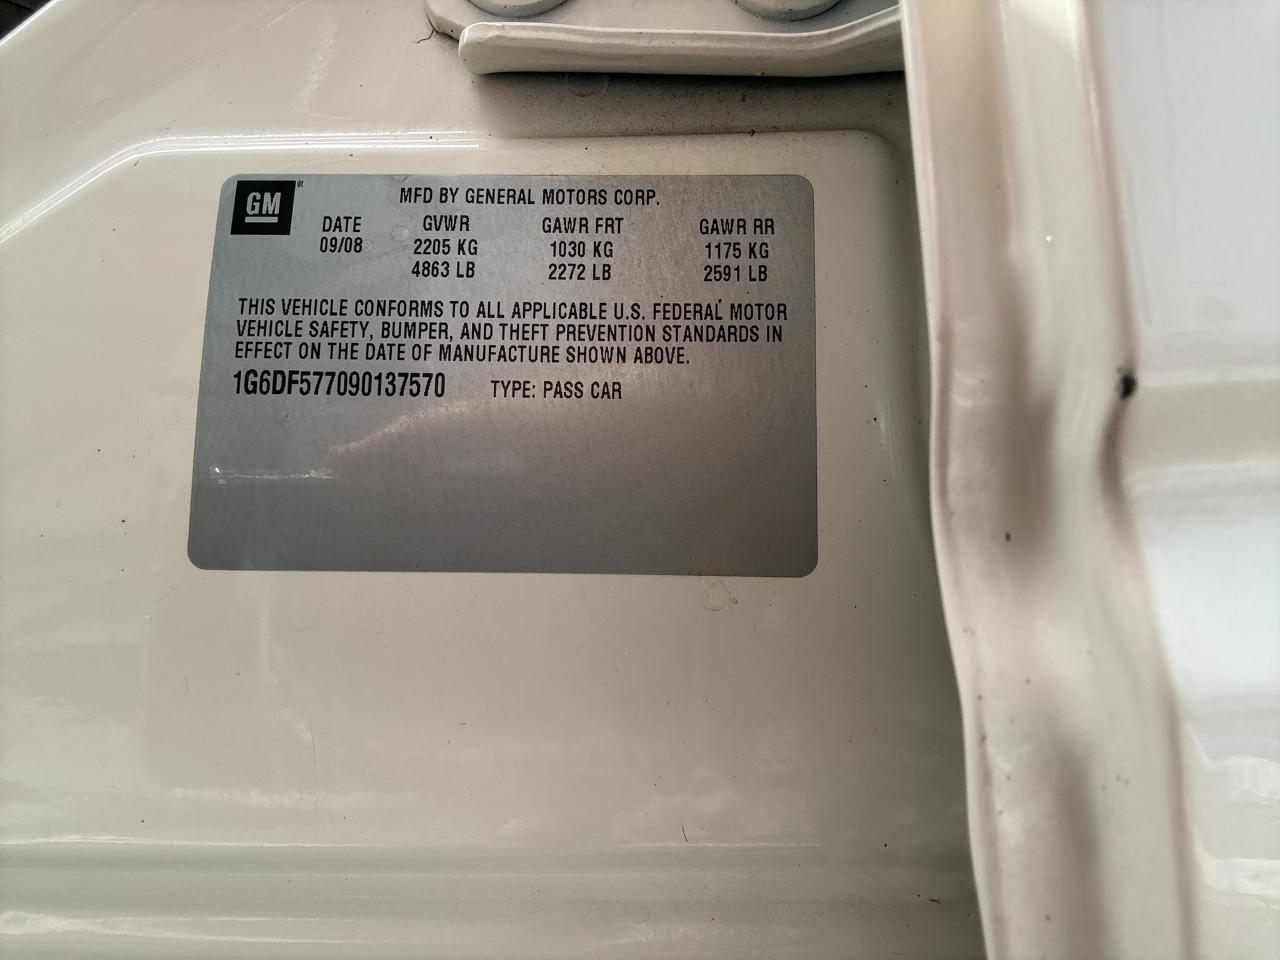 GM®
MFD BY GENERAL MOTORS CORP.
DATE GVWR GAWR FRT GAWR RR
09/08 2205 KG 1030 KG 1175 KG
4863 LB 2272 LB 2591 LB
THIS VEHICLE CONFORMS TO ALL APPLICABLE U.S. FEDERAL MOTOR
VEHICLE SAFETY, BUMPER, AND THEFT PREVENTION STANDARDS IN
EFFECT ON THE DATE OF MANUFACTURE SHOWN ABOVE.
1G6DF577090137570 TYPE: PASS CAR